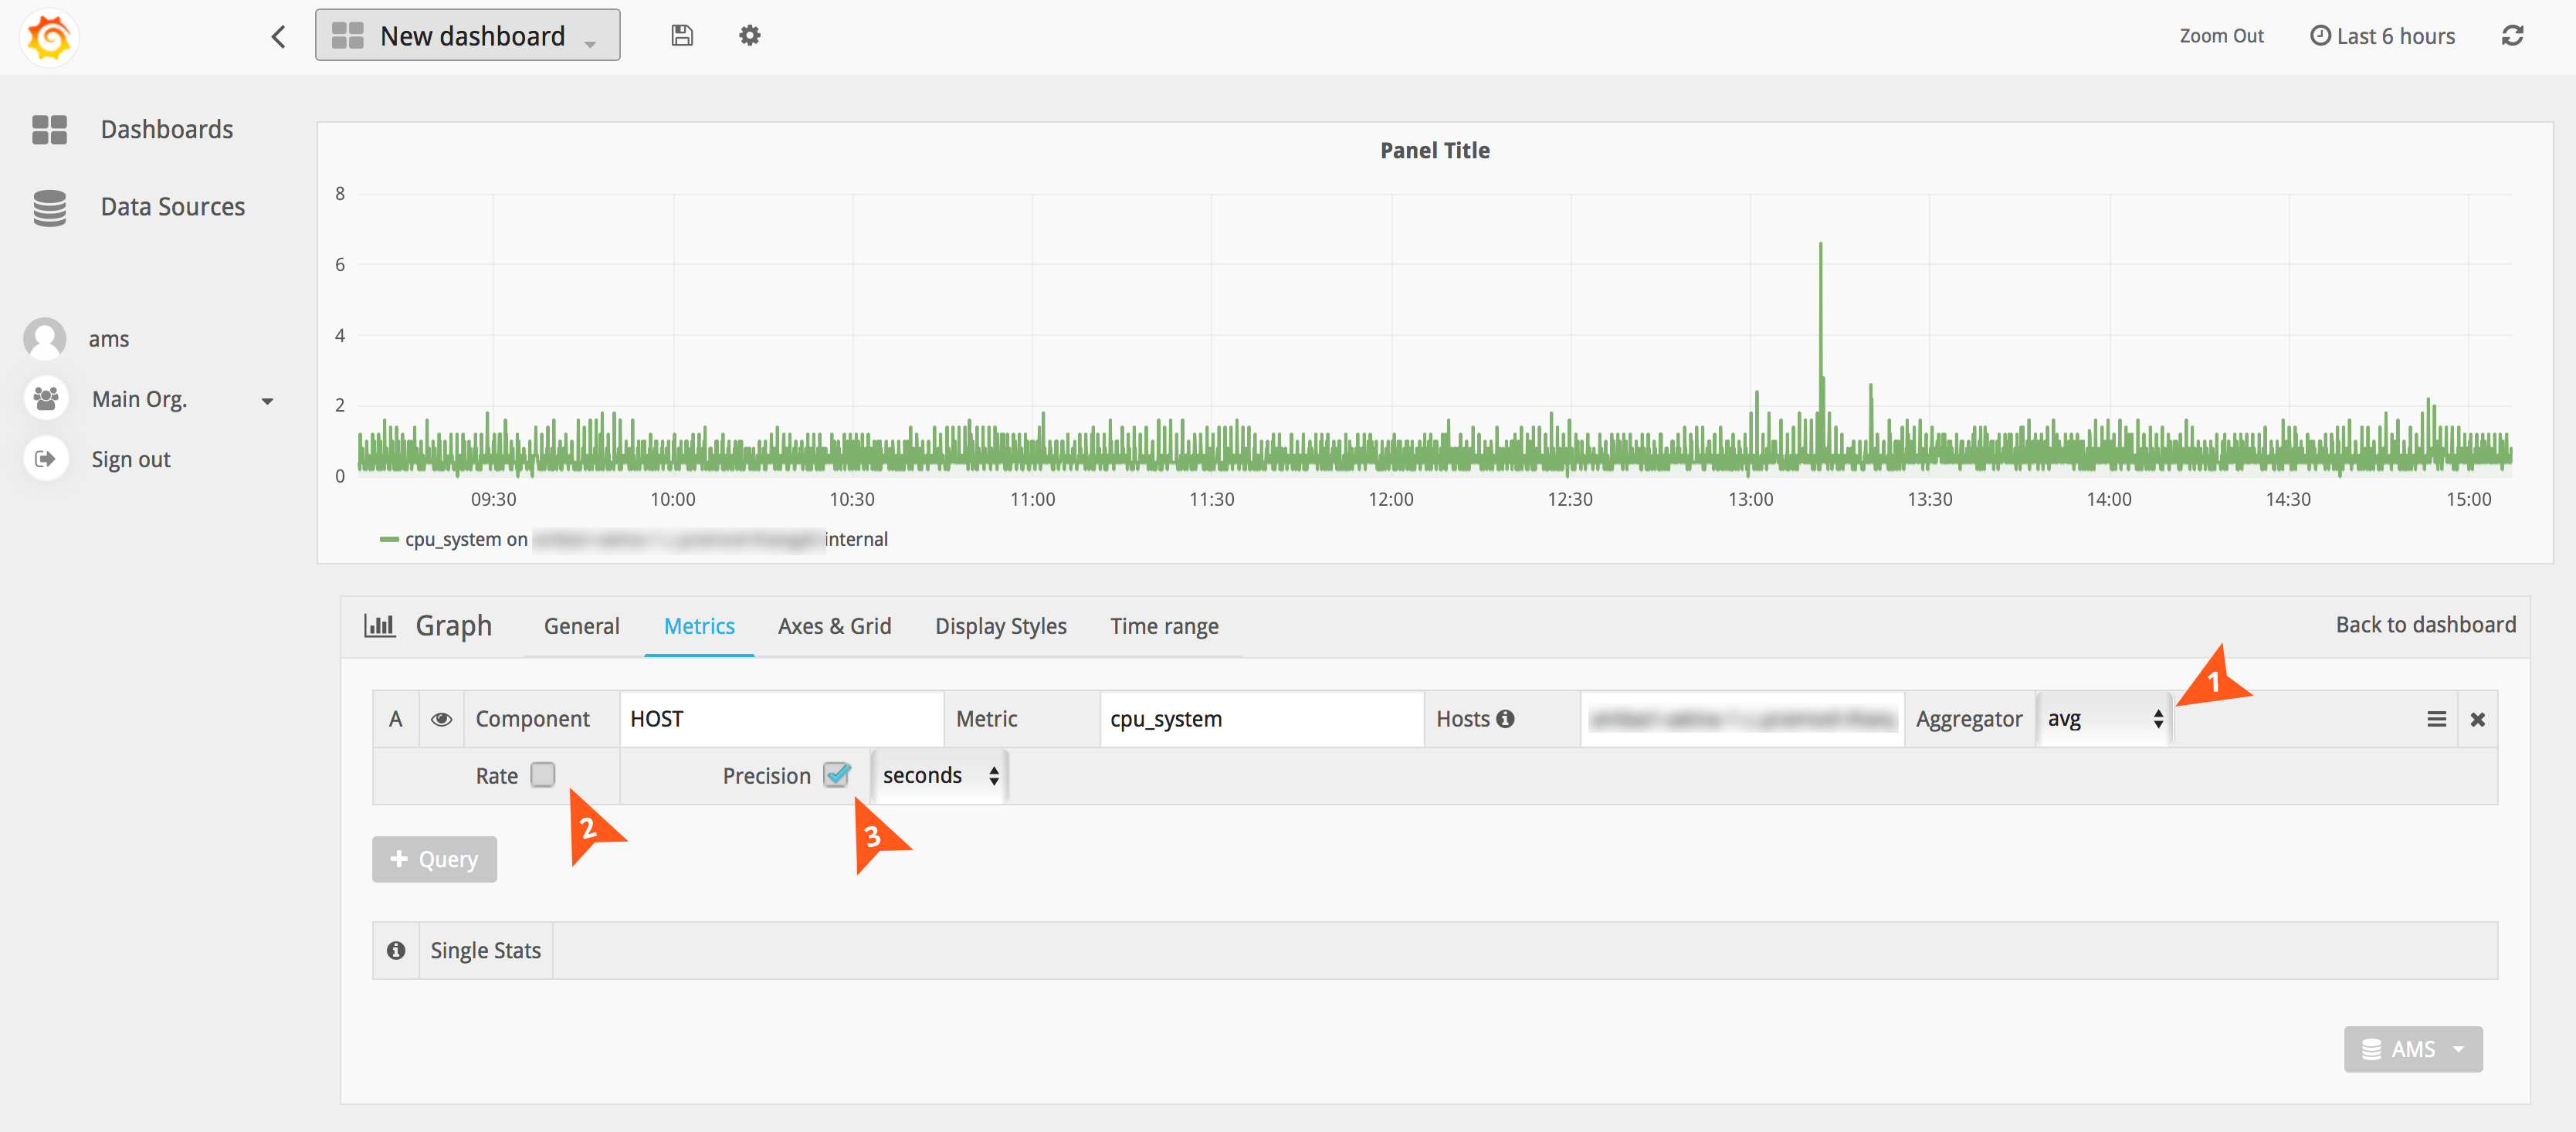 New dashboard
Zoom Out
Last 6 hours
Dashboards
Data Sources
ams
Main Org.
Sign out
Panel Title
8
6
4
2
0
09:30 10:00 10:30 11:00 11:30 12:00 12:30 13:00 13:30 14:00 14:30 15:00
cpu_system on internal
Graph General Metrics Axes & Grid Display Styles Time range Back to dashboard
1
A Component HOST Metric cpu_system Hosts Aggregator avg
Rate Precision seconds
2 3
+ Query
Single Stats
AMS